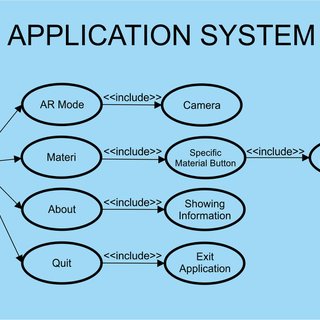 APPLICATION SYSTEM
AR Mode
<<include>>
Camera
Materi
<<include>>
Specific
Material Button
<<include>>
About
<<include>>
Showing
Information
Quit
<<include>>
Exit
Application